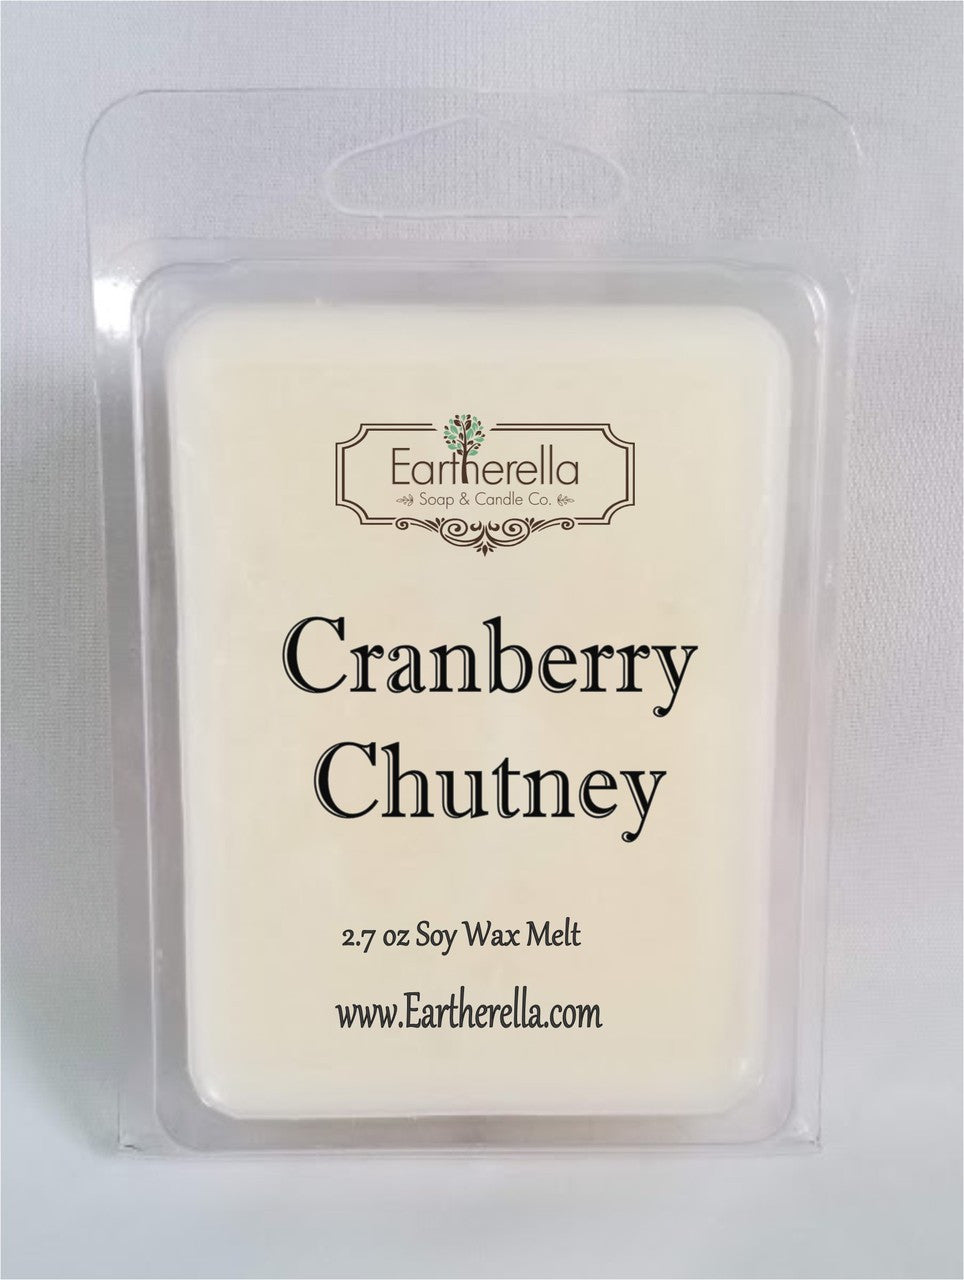 Eartherella
Soap & Candle Co.
Cranberry
Chutney
2.7 oz Soy Wax Melt
www.Eartherella.com